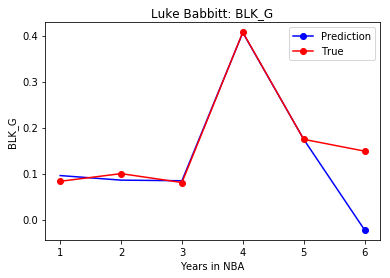 Luke Babbitt: BLK_G
Prediction
True
0.4
0.3
0.2
0.1
0.0
BLK_G
1 2 3 4 5 6
Years in NBA